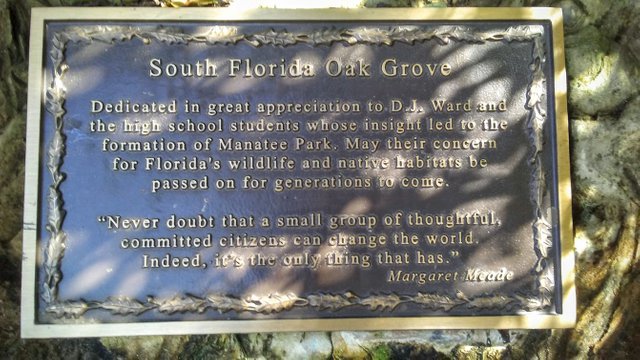 South Florida Oak Grove
Dedicated in great appreciation to D.J. Ward and
the high school students whose insight led to the
formation of Manatee Park. May their concern
for Florida's wildlife and native habitats be
passed on for generations to come.
“Never doubt that a small group of thoughtful,
committed citizens can change the world.
Indeed, it's the only thing that has.”
Margaret Meade